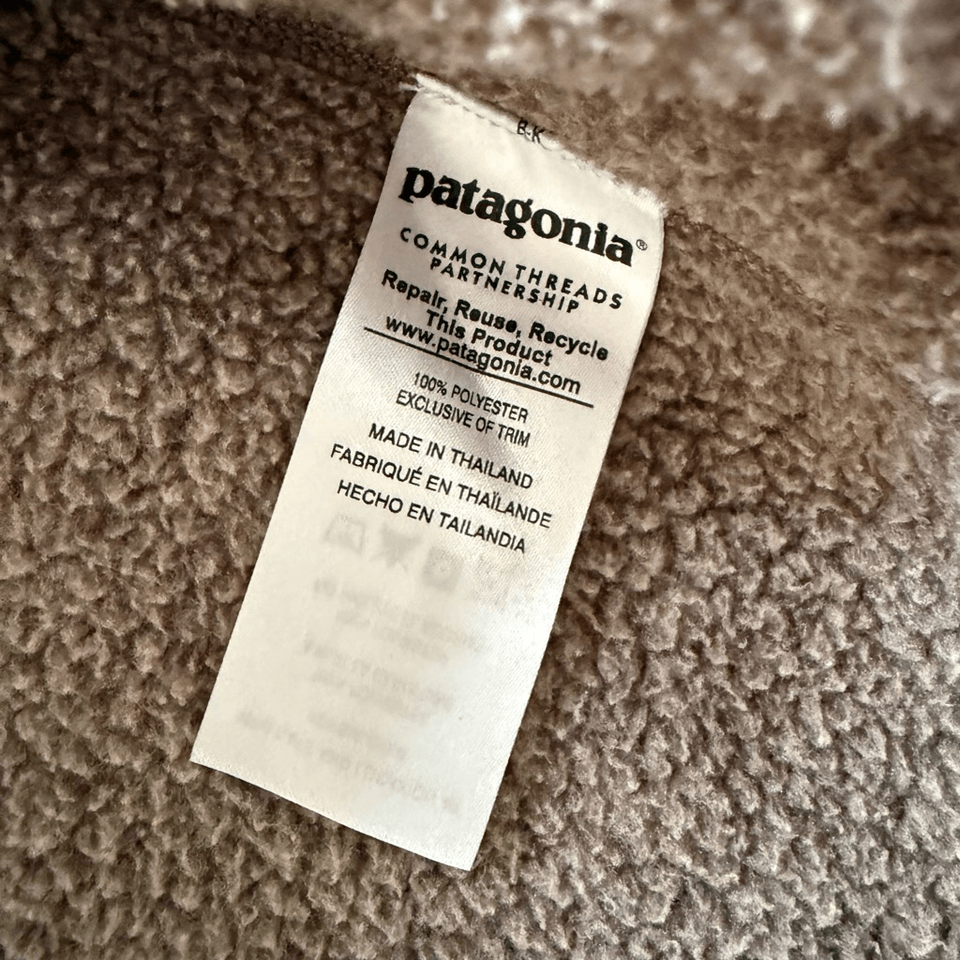 B-K
patagonia®
COMMON THREADS
PARTNERSHIP
Repair, Reuse, Recycle
This Product
www.patagonia.com
100% POLYESTER
EXCLUSIVE OF TRIM
MADE IN THAILAND
FABRIQUÉ EN THAÏLANDE
HECHO EN TAILANDIA